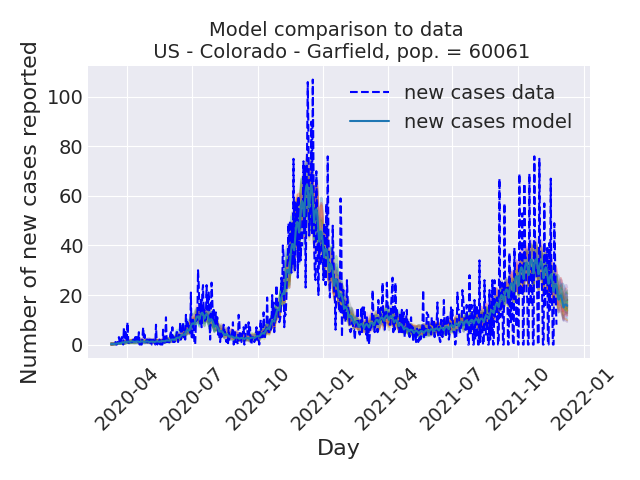 Model comparison to data
US - Colorado - Garfield, pop. = 60061
Number of new cases reported
100
80
60
40
20
0
new cases data
new cases model
2020-04
2020-07
2020-10
2021-01
2021-04
2021-07
2021-10
2022-01
Day